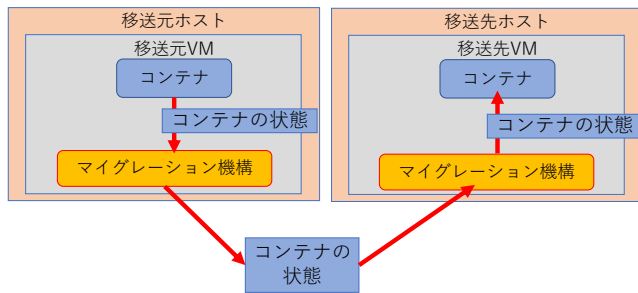 移送元ホスト
移送元VM
コンテナ
コンテナの状態
マイグレーション機構
移送先ホスト
移送先VM
コンテナ
コンテナの状態
マイグレーション機構
コンテナの
状態